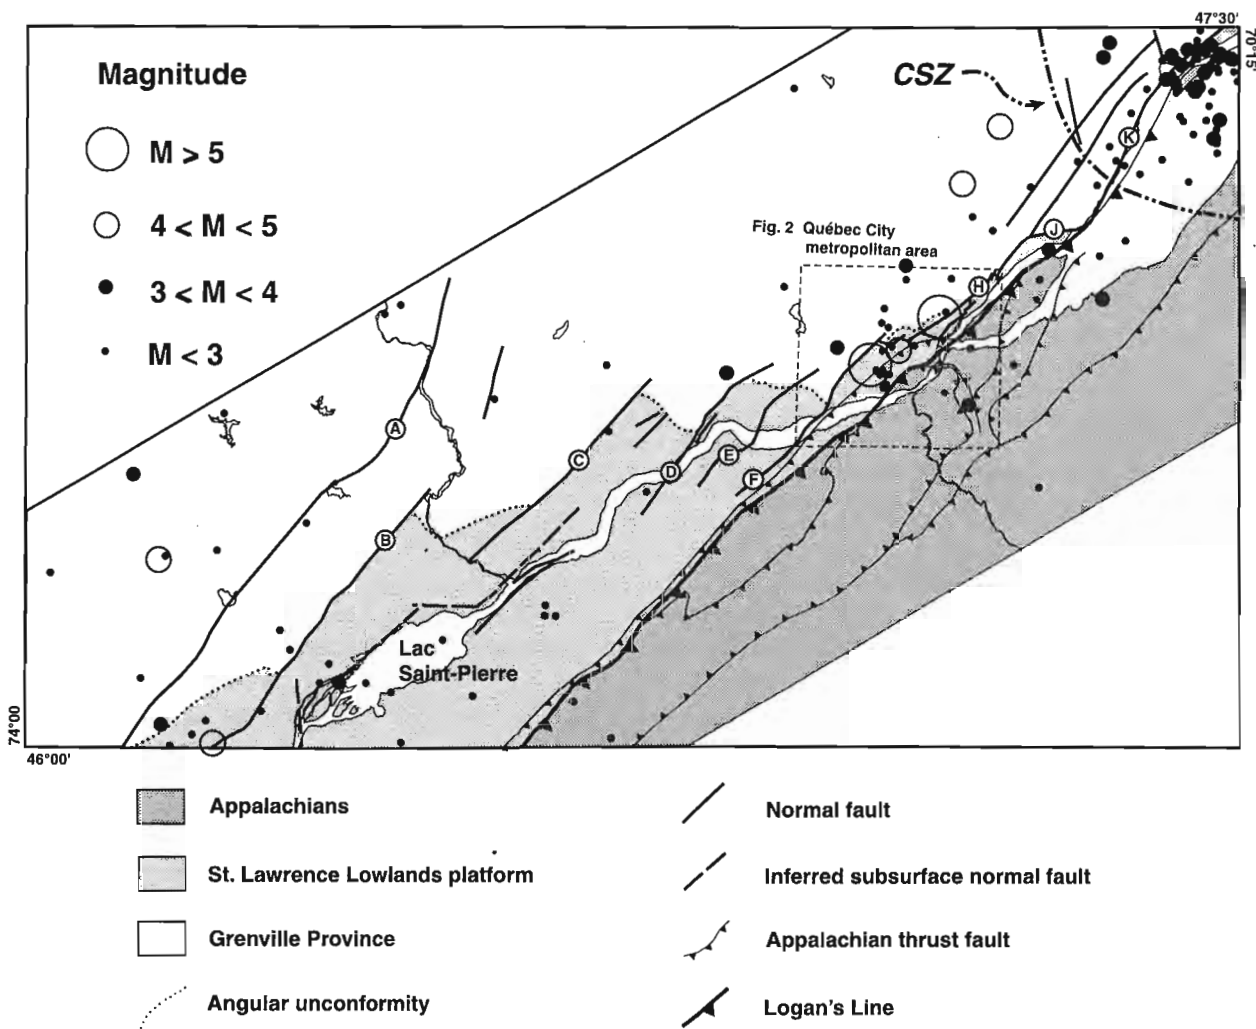 47°30'
70°15'
Magnitude
M > 5
4 < M < 5
3 < M < 4
M < 3
CSZ
K
J
Fig. 2 Québec City
metropolitan area
H
A
C
D
E
F
B
Lac
Saint-Pierre
74°00
46°00'
Appalachians
St. Lawrence Lowlands platform
Grenville Province
Angular unconformity
Normal fault
Inferred subsurface normal fault
Appalachian thrust fault
Logan's Line